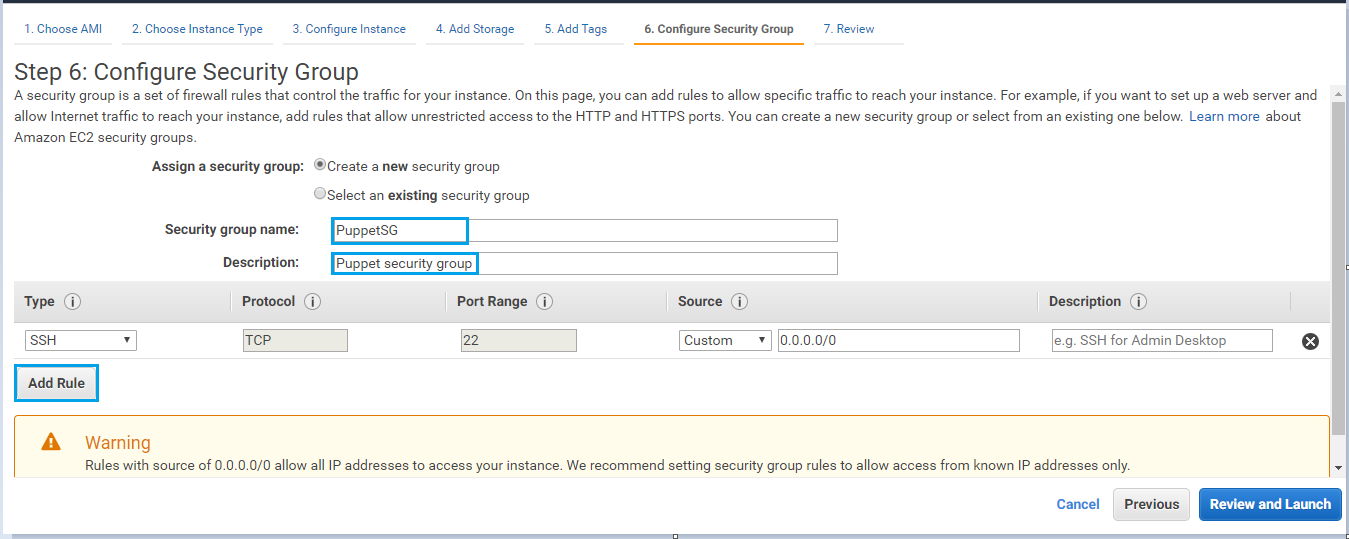 1. Choose AMI 2. Choose Instance Type 3. Configure Instance 4. Add Storage 5. Add Tags 6. Configure Security Group 7. Review
Step 6: Configure Security Group
A security group is a set of firewall rules that control the traffic for your instance. On this page, you can add rules to allow specific traffic to reach your instance. For example, if you want to set up a web server and
allow Internet traffic to reach your instance, add rules that allow unrestricted access to the HTTP and HTTPS ports. You can create a new security group or select from an existing one below. Learn more about
Amazon EC2 security groups.
Assign a security group: Create a new security group
Select an existing security group
Security group name: PuppetSG
Description: Puppet security group
Type i Protocol i Port Range i Source i Description i
SSH TCP 22 Custom 0.0.0.0/0 e.g. SSH for Admin Desktop
Add Rule
Warning
Rules with source of 0.0.0.0/0 allow all IP addresses to access your instance. We recommend setting security group rules to allow access from known IP addresses only.
Cancel Previous Review and Launch